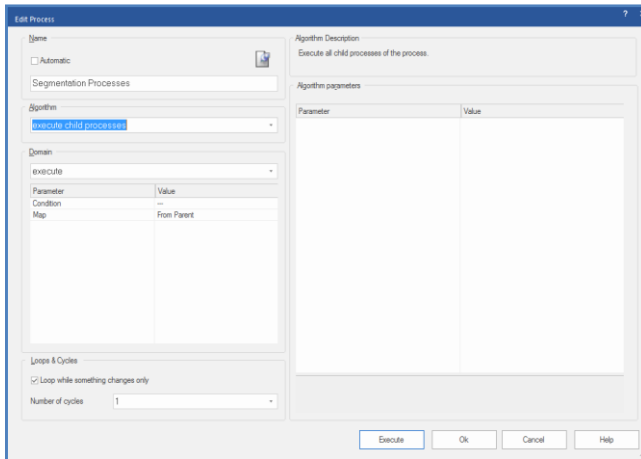 Edit Process
?
Name
Automatic
Segmentation Processes
Algorithm
execute child processes
Domain
execute
Parameter Value
Condition —
Map From Parent
Loops & Cycles
Loop while something changes only
Number of cycles 1
Algorithm Description
Execute all child processes of the process.
Algorithm parameters
Parameter Value
Execute Ok Cancel Help